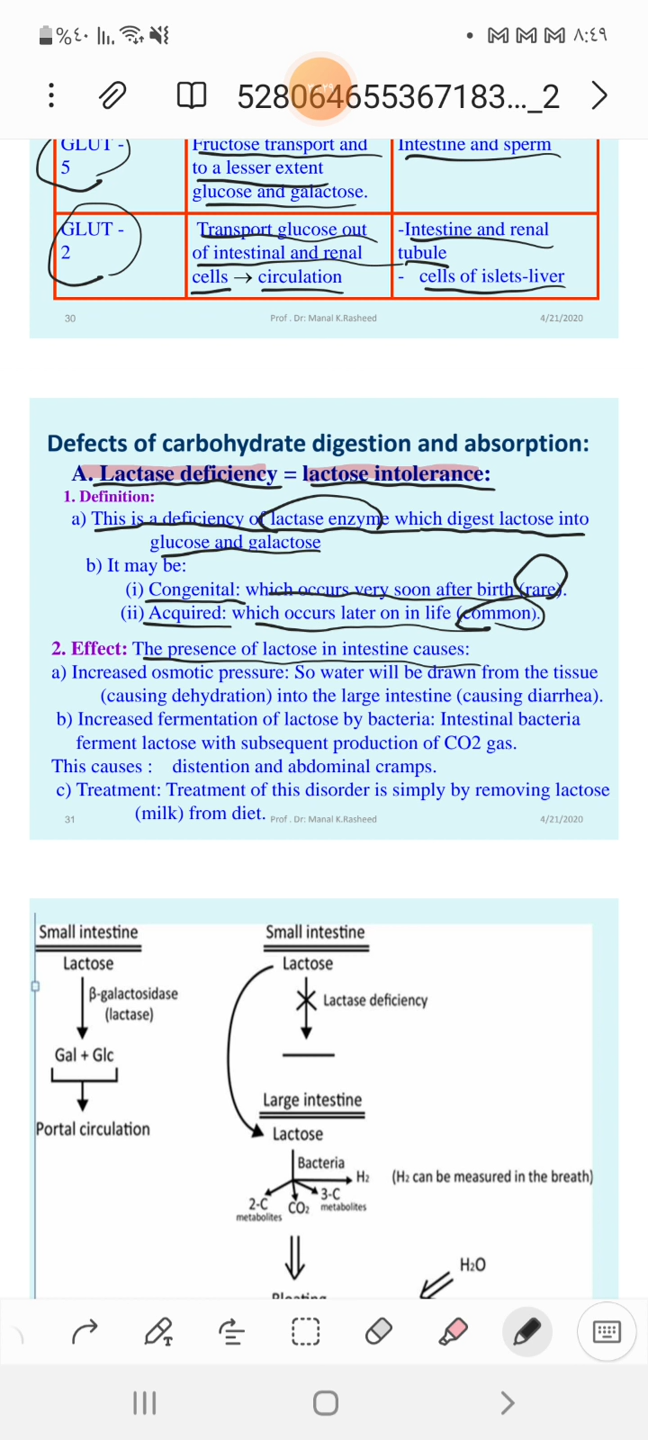 %٤٠
M M M ٨:٤٩
528064655367183..._2
GLUT -
5
Fructose transport and
to a lesser extent
glucose and galactose.
Intestine and sperm
GLUT -
2
Transport glucose out
of intestinal and renal
cells → circulation
-Intestine and renal
tubule
- cells of islets-liver
30
Prof . Dr: Manal K.Rasheed
4/21/2020
Defects of carbohydrate digestion and absorption:
A. Lactase deficiency = lactose intolerance:
1. Definition:
a) This is a deficiency of lactase enzyme which digest lactose into
glucose and galactose
b) It may be:
(i) Congenital: which occurs very soon after birth (rare).
(ii) Acquired: which occurs later on in life (common).
2. Effect: The presence of lactose in intestine causes:
a) Increased osmotic pressure: So water will be drawn from the tissue
(causing dehydration) into the large intestine (causing diarrhea).
b) Increased fermentation of lactose by bacteria: Intestinal bacteria
ferment lactose with subsequent production of CO2 gas.
This causes : distention and abdominal cramps.
c) Treatment: Treatment of this disorder is simply by removing lactose
(milk) from diet.
31
Prof . Dr: Manal K.Rasheed
4/21/2020
Small intestine
Lactose
β-galactosidase
(lactase)
Gal + Glc
Portal circulation
Small intestine
Lactose
Lactase deficiency
Large intestine
Lactose
Bacteria
H₂ (H₂ can be measured in the breath)
3-C
metabolites
CO₂
2-C
metabolites
H₂O